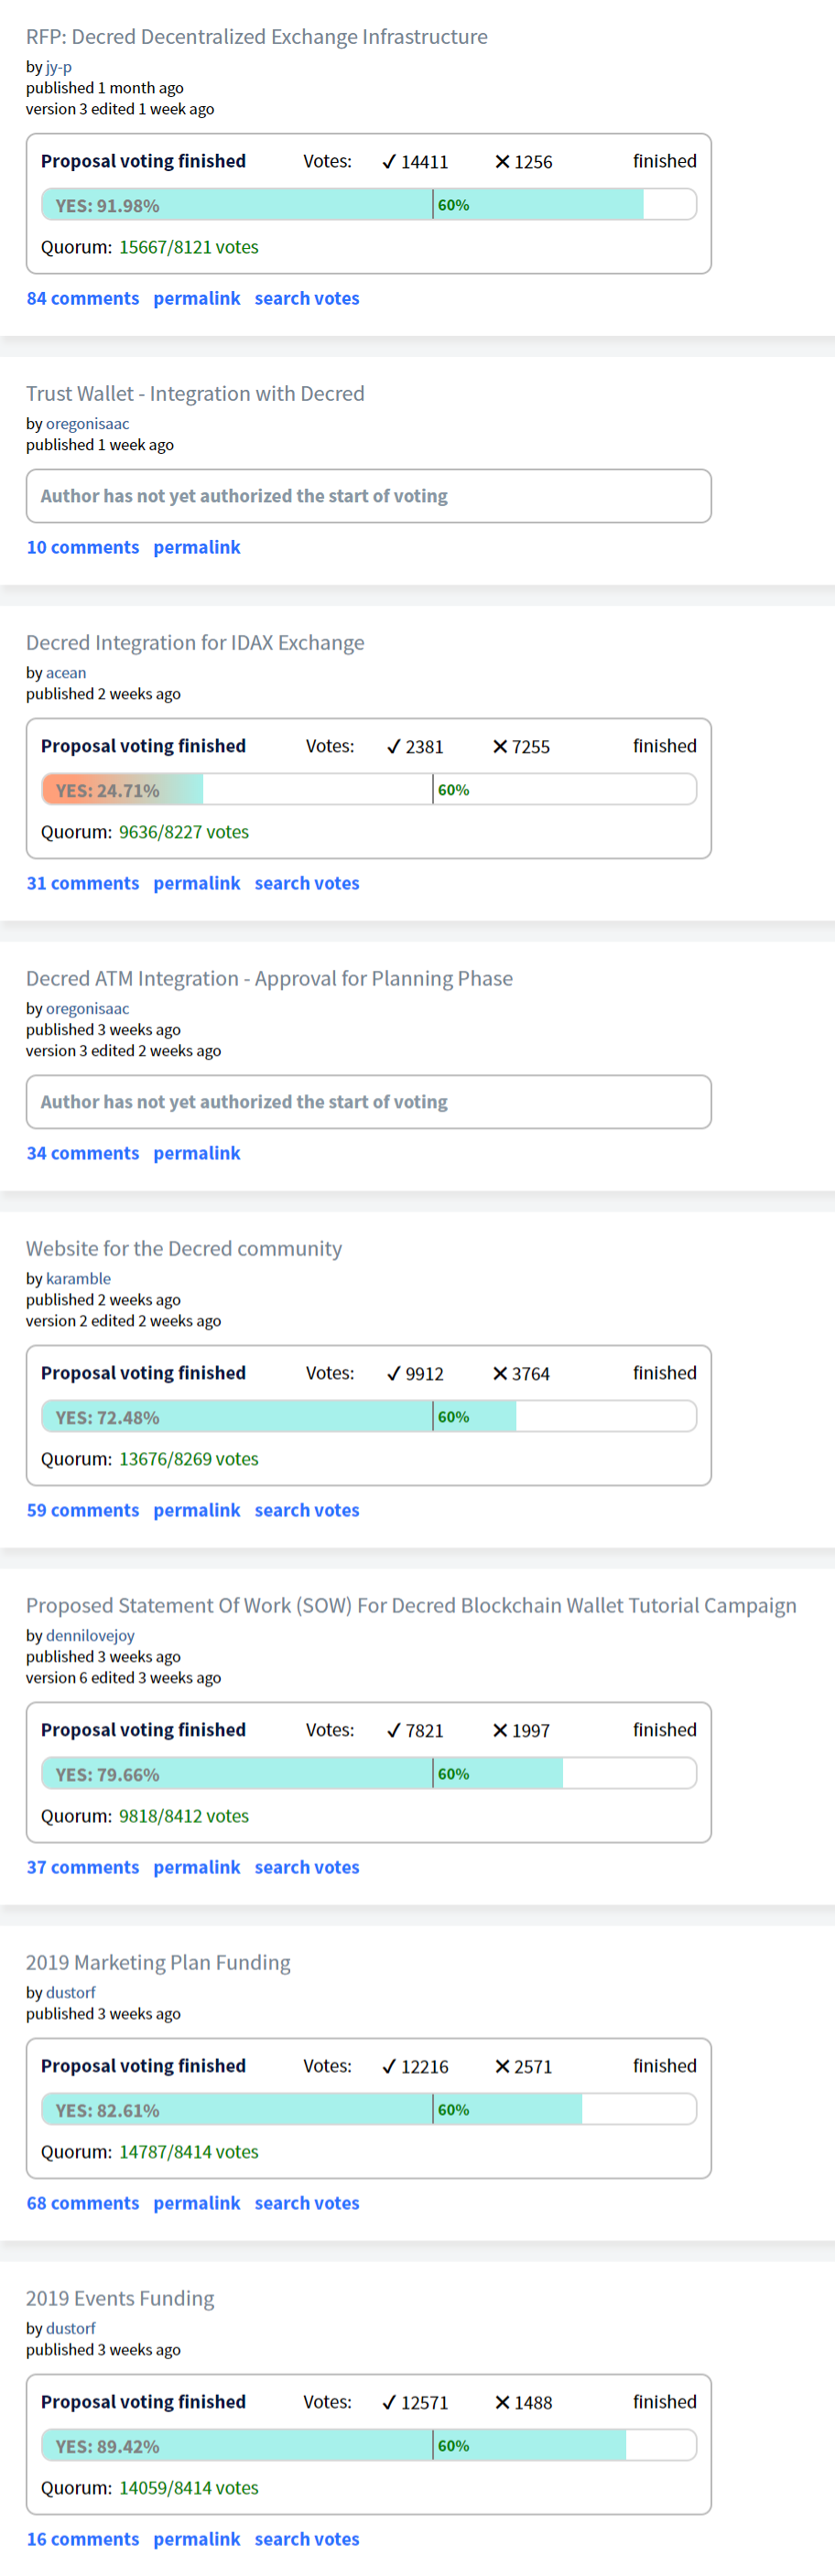 RFP: Decred Decentralized Exchange Infrastructure
by jy-p
published 1 month ago
version 3 edited 1 week ago
Proposal voting finished Votes: ✓ 14411 ✕ 1256 finished
YES: 91.98% 60%
Quorum: 15667/8121 votes
84 comments permalink search votes
Trust Wallet - Integration with Decred
by oregonisaac
published 1 week ago
Author has not yet authorized the start of voting
10 comments permalink
Decred Integration for IDAX Exchange
by acean
published 2 weeks ago
Proposal voting finished Votes: ✓ 2381 ✕ 7255 finished
YES: 24.71% 60%
Quorum: 9636/8227 votes
31 comments permalink search votes
Decred ATM Integration - Approval for Planning Phase
by oregonisaac
published 3 weeks ago
version 3 edited 2 weeks ago
Author has not yet authorized the start of voting
34 comments permalink
Website for the Decred community
by karamble
published 2 weeks ago
version 2 edited 2 weeks ago
Proposal voting finished Votes: ✓ 9912 ✕ 3764 finished
YES: 72.48% 60%
Quorum: 13676/8269 votes
59 comments permalink search votes
Proposed Statement Of Work (SOW) For Decred Blockchain Wallet Tutorial Campaign
by dennilovejoy
published 3 weeks ago
version 6 edited 3 weeks ago
Proposal voting finished Votes: ✓ 7821 ✕ 1997 finished
YES: 79.66% 60%
Quorum: 9818/8412 votes
37 comments permalink search votes
2019 Marketing Plan Funding
by dustorf
published 3 weeks ago
Proposal voting finished Votes: ✓ 12216 ✕ 2571 finished
YES: 82.61% 60%
Quorum: 14787/8414 votes
68 comments permalink search votes
2019 Events Funding
by dustorf
published 3 weeks ago
Proposal voting finished Votes: ✓ 12571 ✕ 1488 finished
YES: 89.42% 60%
Quorum: 14059/8414 votes
16 comments permalink search votes